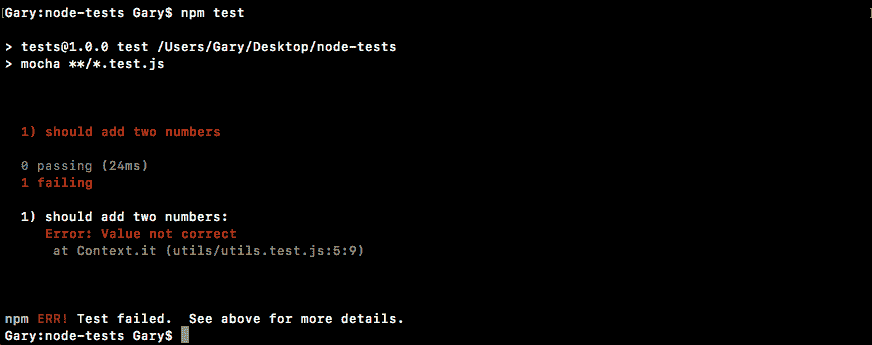 Gary:node-tests Gary$ npm test
> tests@1.0.0 test /Users/Gary/Desktop/node-tests
> mocha **/*.test.js
1) should add two numbers
0 passing (24ms)
1 failing
1) should add two numbers:
Error: Value not correct
at Context.it (utils/utils.test.js:5:9)
npm ERR! Test failed.  See above for more details.
Gary:node-tests Gary$